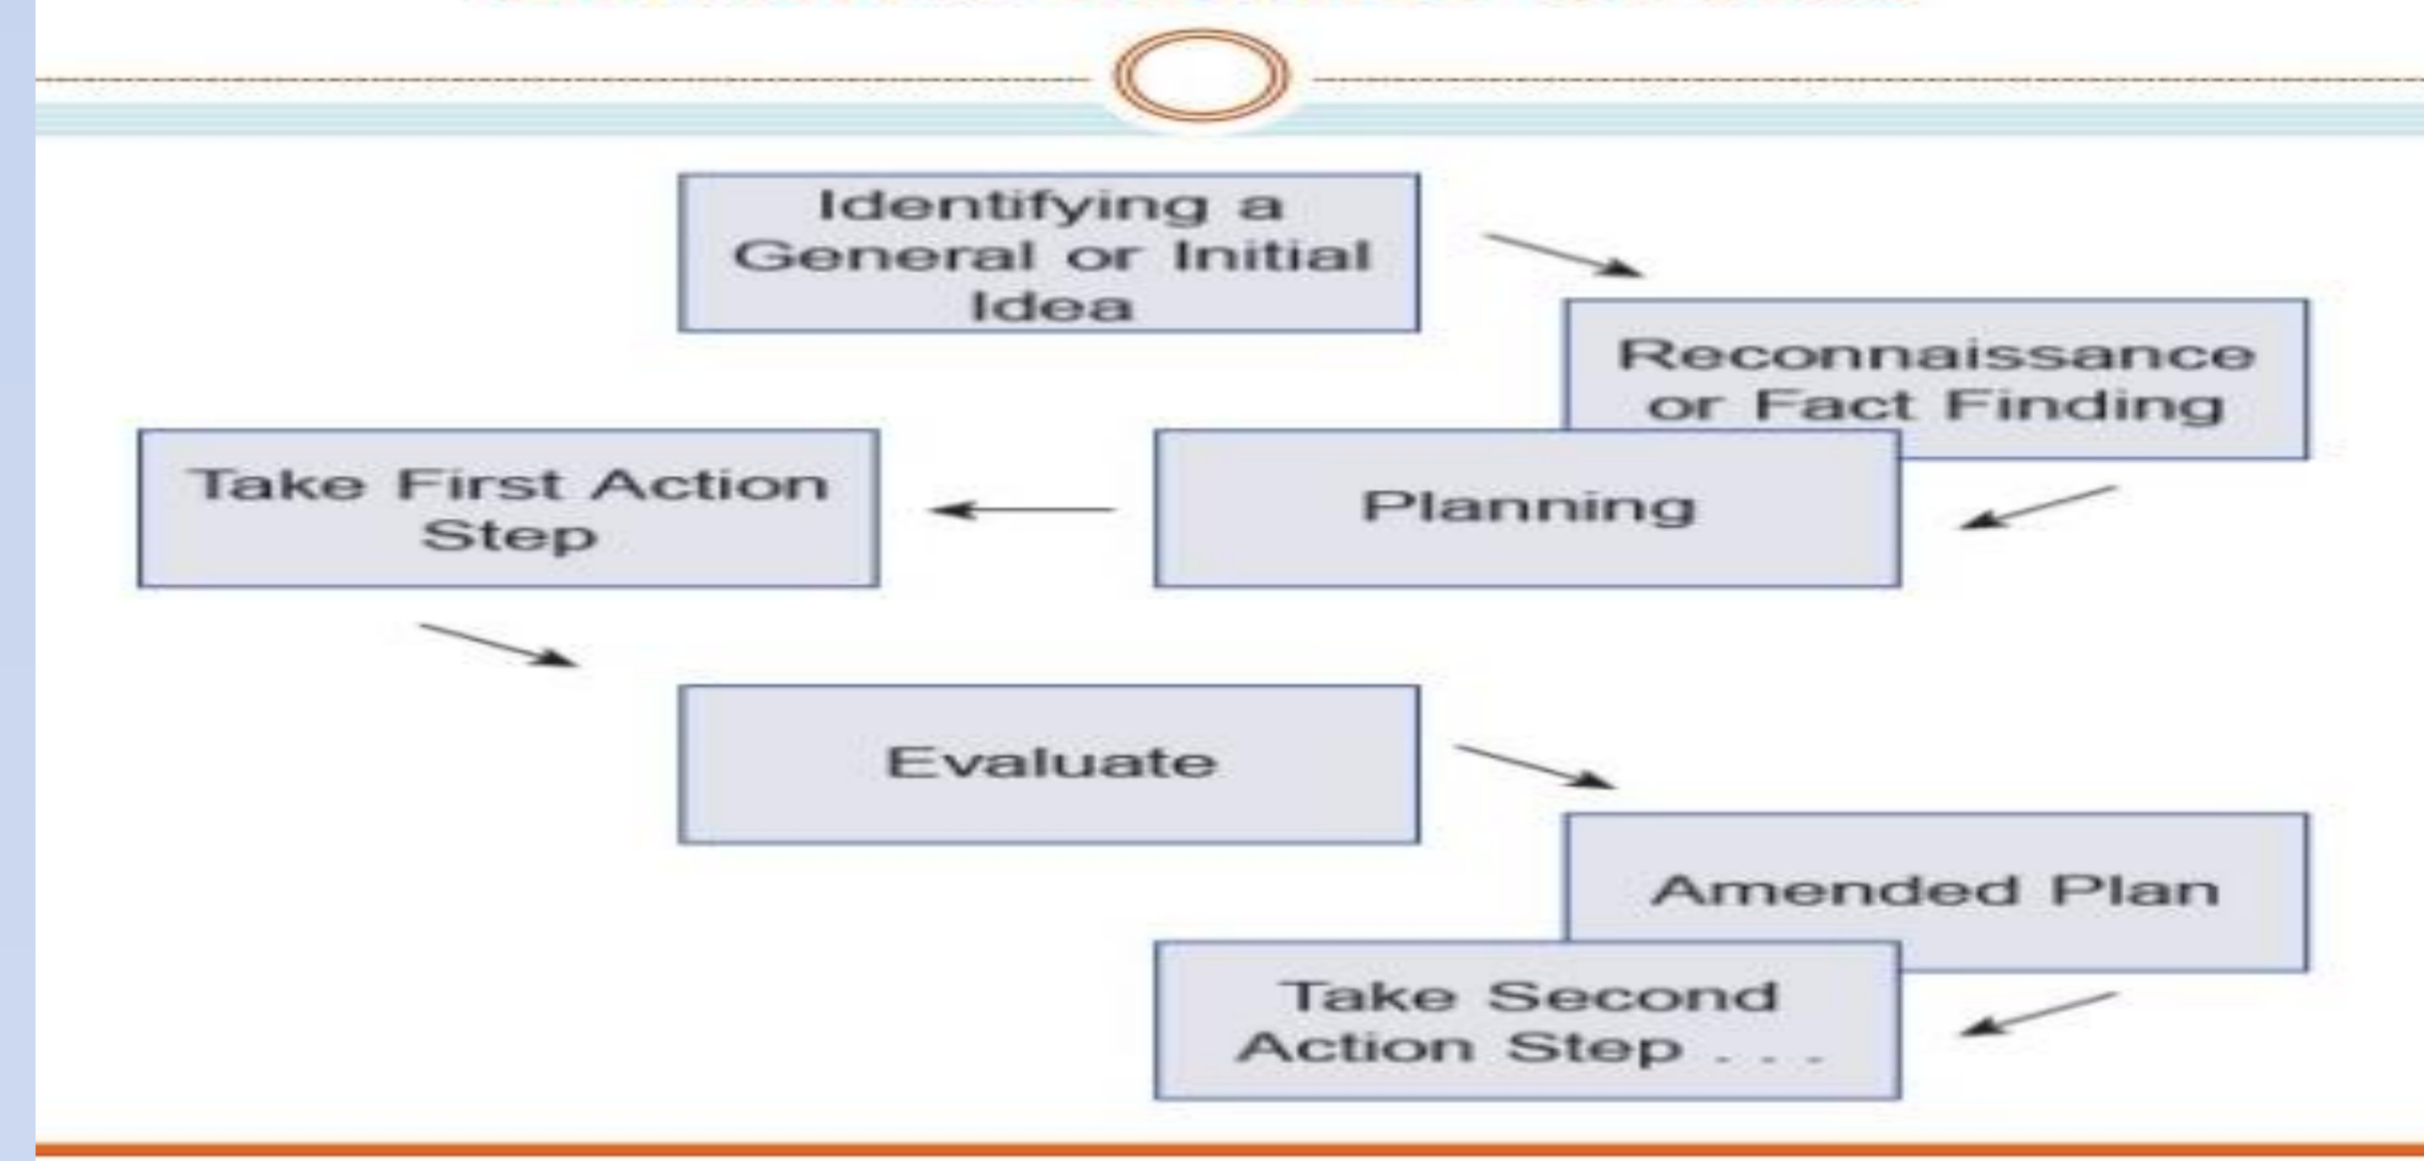 Identifying a
General or Initial
Idea
Reconnaissance
or Fact Finding
Planning
Take First Action
Step
Evaluate
Amended Plan
Take Second
Action Step . . .